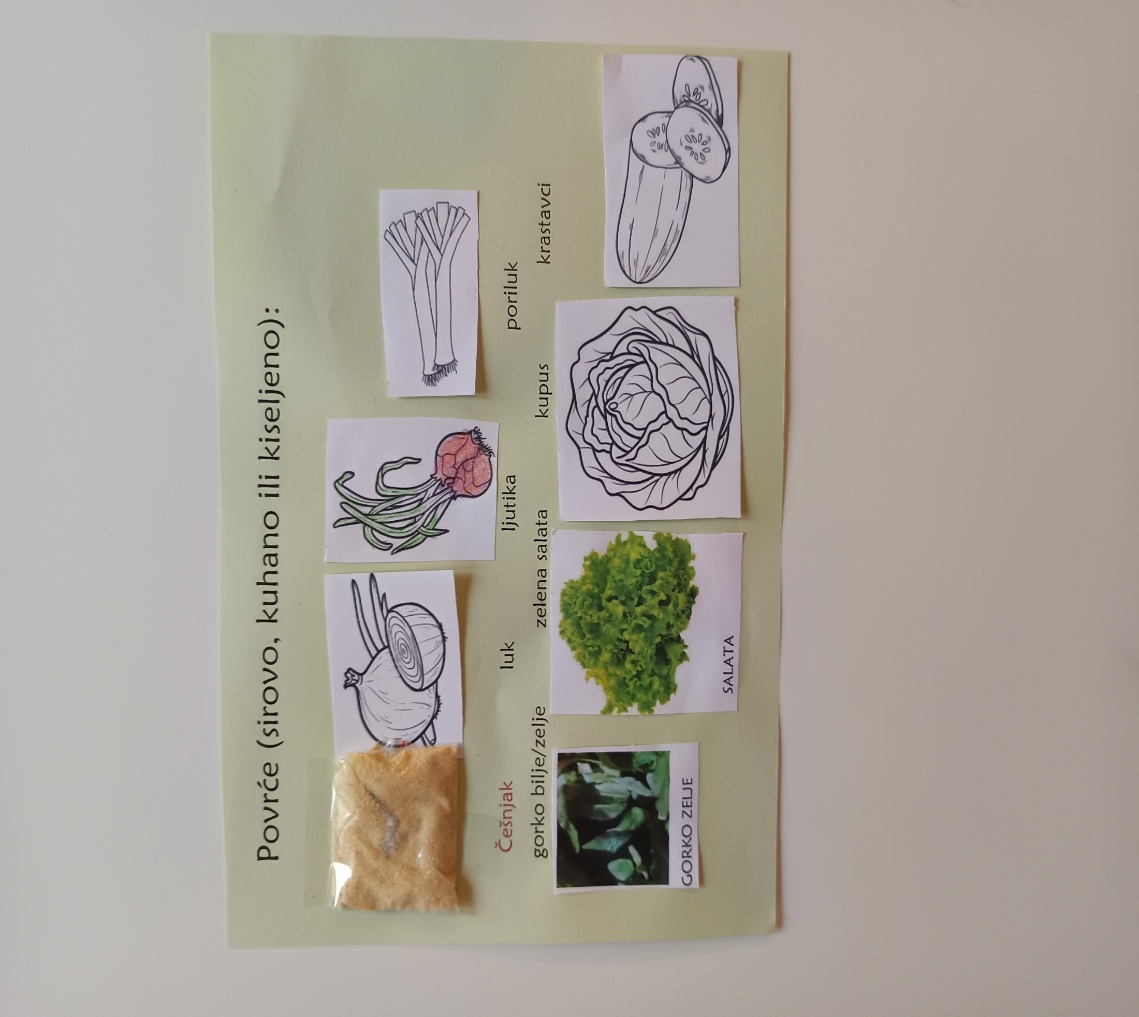 Povrće (sirovo, kuhano ili kiseljeno):
Češnjak luk ljutika poriluk
gorko bilje/zelje zelena salata kupus krastavci
GORKO ZELJE
SALATA